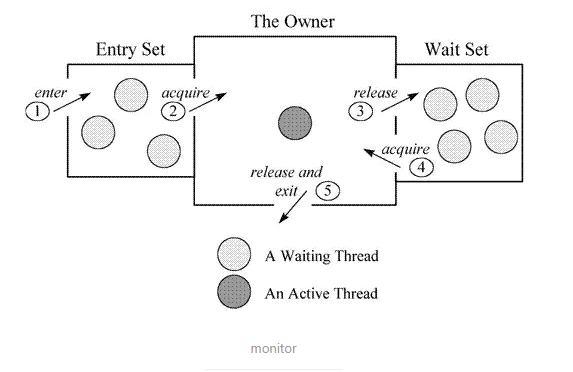 The Owner
Entry Set
Wait Set
enter
1
acquire
2
release
3
acquire
4
release and
exit
5
A Waiting Thread
An Active Thread
monitor